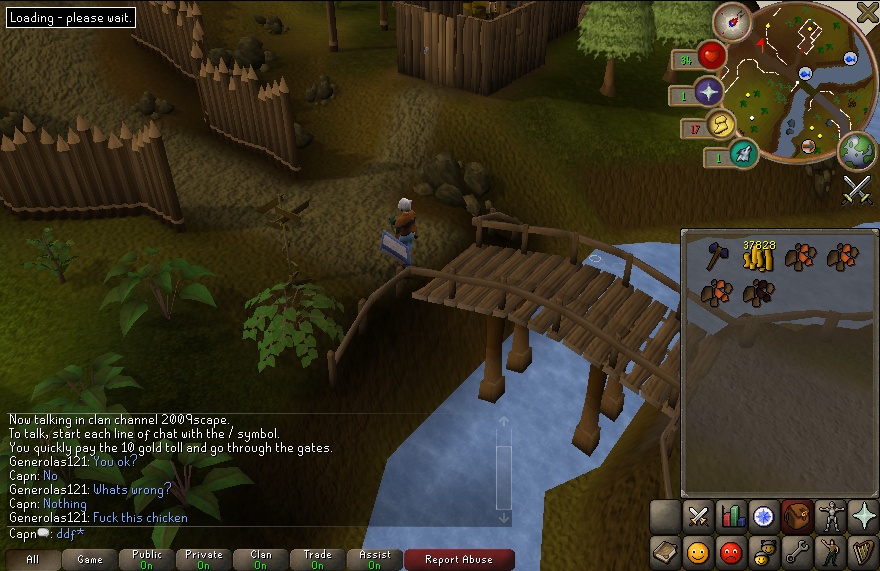 Loading - please wait.
34
1
17
1
37828
Now talking in clan channel 2009scape.
To talk, start each line of chat with the / symbol.
You quickly pay the 10 gold toll and go through the gates.
Generolas121: You ok?
Capn: No
Generolas121: Whats wrong?
Capn: Nothing
Generolas121: Fuck this chicken
Capn: ddf*
All
Game
Public
On
Private
On
Clan
On
Trade
On
Assist
On
Report Abuse